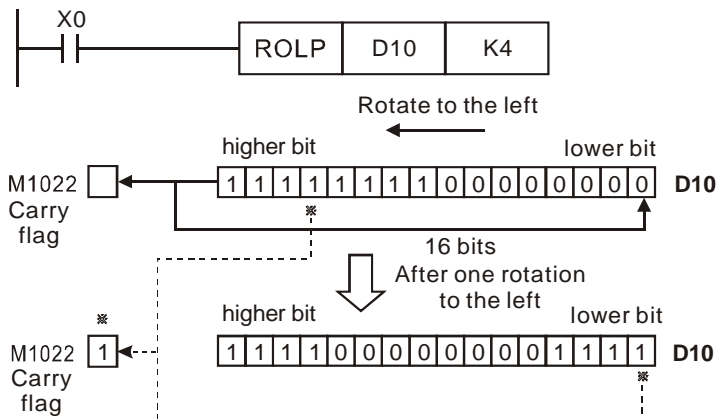 X0
ROLP D10 K4
Rotate to the left
higher bit lower bit
M1022 1 1 1 1 1 1 1 1 0 0 0 0 0 0 0 0 D10
Carry
flag
※
16 bits
After one rotation
to the left
※
higher bit lower bit
M1022 1 1 1 1 1 0 0 0 0 0 0 0 0 1 1 1 1 D10
Carry
flag
※